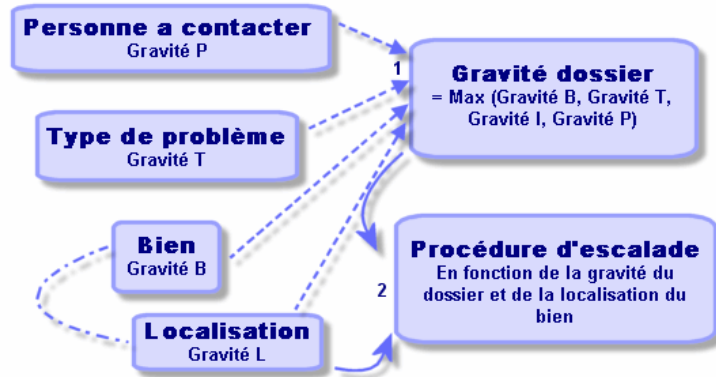 Personne a contacter
Gravité P
1
Gravité dossier
= Max (Gravité B, Gravité T,
Gravité I, Gravité P)
Type de problème
Gravité T
Bien
Gravité B
Procédure d'escalade
En fonction de la gravité du
dossier et de la localisation du
bien
2
Localisation
Gravité L